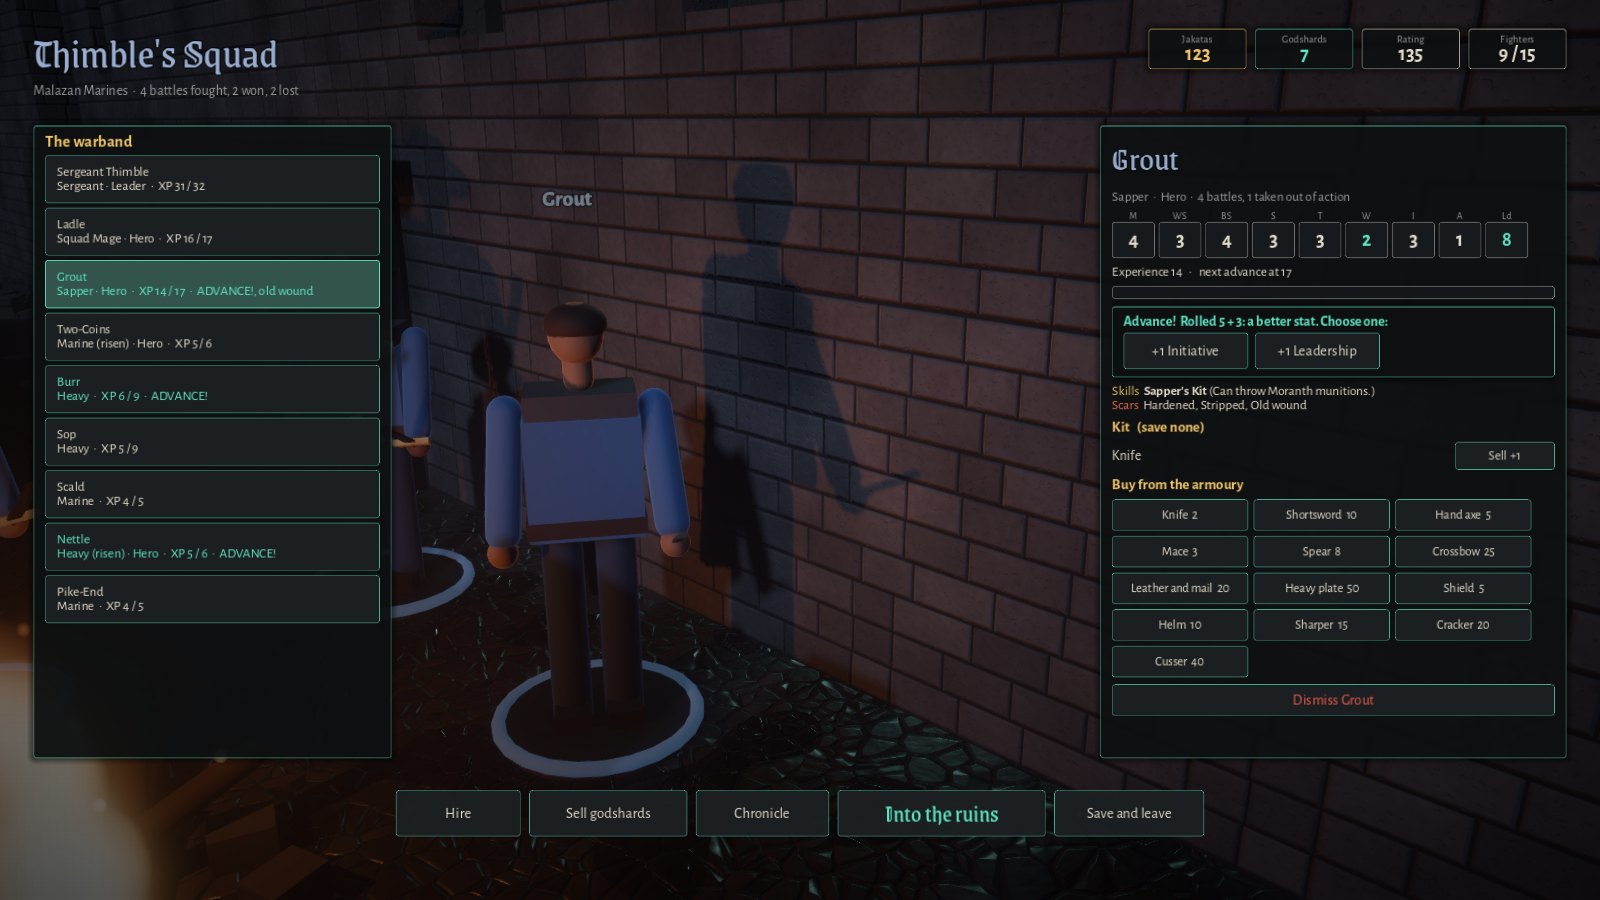 Thimble's Squad
Malazan Marines · 4 battles fought, 2 won, 2 lost
Jakatas
123
Godshards
7
Rating
135
Fighters
9 / 15
The warband
Sergeant Thimble
Sergeant · Leader · XP 31 / 32
Ladle
Squad Mage · Hero · XP 16 / 17
Grout
Sapper · Hero · XP 14 / 17 · ADVANCE!, old wound
Two-Coins
Marine (risen) · Hero · XP 5 / 6
Burr
Heavy · XP 6 / 9 · ADVANCE!
Sop
Heavy · XP 5 / 9
Scald
Marine · XP 4 / 5
Nettle
Heavy (risen) · Hero · XP 5 / 6 · ADVANCE!
Pike-End
Marine · XP 4 / 5
Grout
Grout
Sapper · Hero · 4 battles, 1 taken out of action
M WS BS S T W I A Ld
4 3 4 3 3 2 3 1 8
Experience 14 · next advance at 17
Advance! Rolled 5 + 3: a better stat. Choose one:
+1 Initiative +1 Leadership
Skills Sapper's Kit (Can throw Moranth munitions.)
Scars Hardened, Stripped, Old wound
Kit (save none)
Knife Sell +1
Buy from the armoury
Knife 2 Shortsword 10 Hand axe 5
Mace 3 Spear 8 Crossbow 25
Leather and mail 20 Heavy plate 50 Shield 5
Helm 10 Sharper 15 Cracker 20
Cusser 40
Dismiss Grout
Hire Sell godshards Chronicle Into the ruins Save and leave